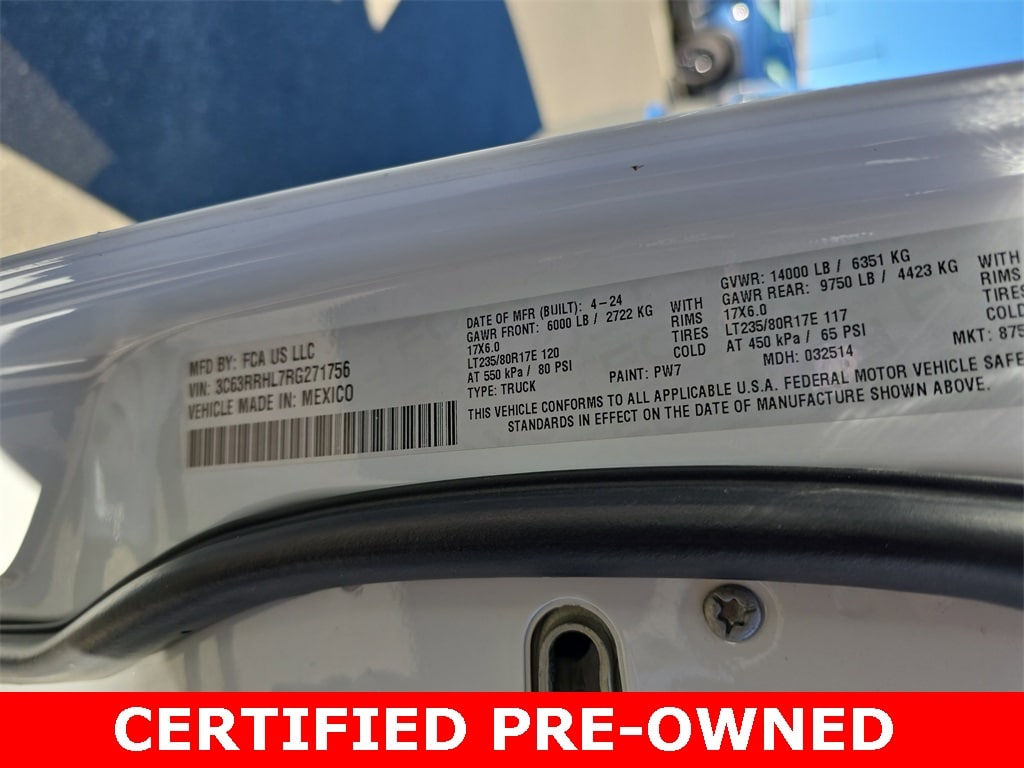 MFD BY: FCA US LLC
VIN: 3C63RRHL7RG271756
VEHICLE MADE IN: MEXICO
DATE OF MFR (BUILT): 4-24
GAWR FRONT: 6000 LB / 2722 KG WITH
17X6.0 RIMS
LT235/80R17E 120 TIRES
AT 550 kPa / 80 PSI COLD
TYPE: TRUCK PAINT: PW7
GVWR: 14000 LB / 6351 KG
GAWR REAR: 9750 LB / 4423 KG WITH
17X6.0 RIMS
LT235/80R17E 117 TIRES
AT 450 kPa / 65 PSI COLD
MDH: 032514 MKT: 875
THIS VEHICLE CONFORMS TO ALL APPLICABLE U.S.A. FEDERAL MOTOR VEHICLE SAFE
STANDARDS IN EFFECT ON THE DATE OF MANUFACTURE SHOWN ABOVE.
CERTIFIED PRE-OWNED